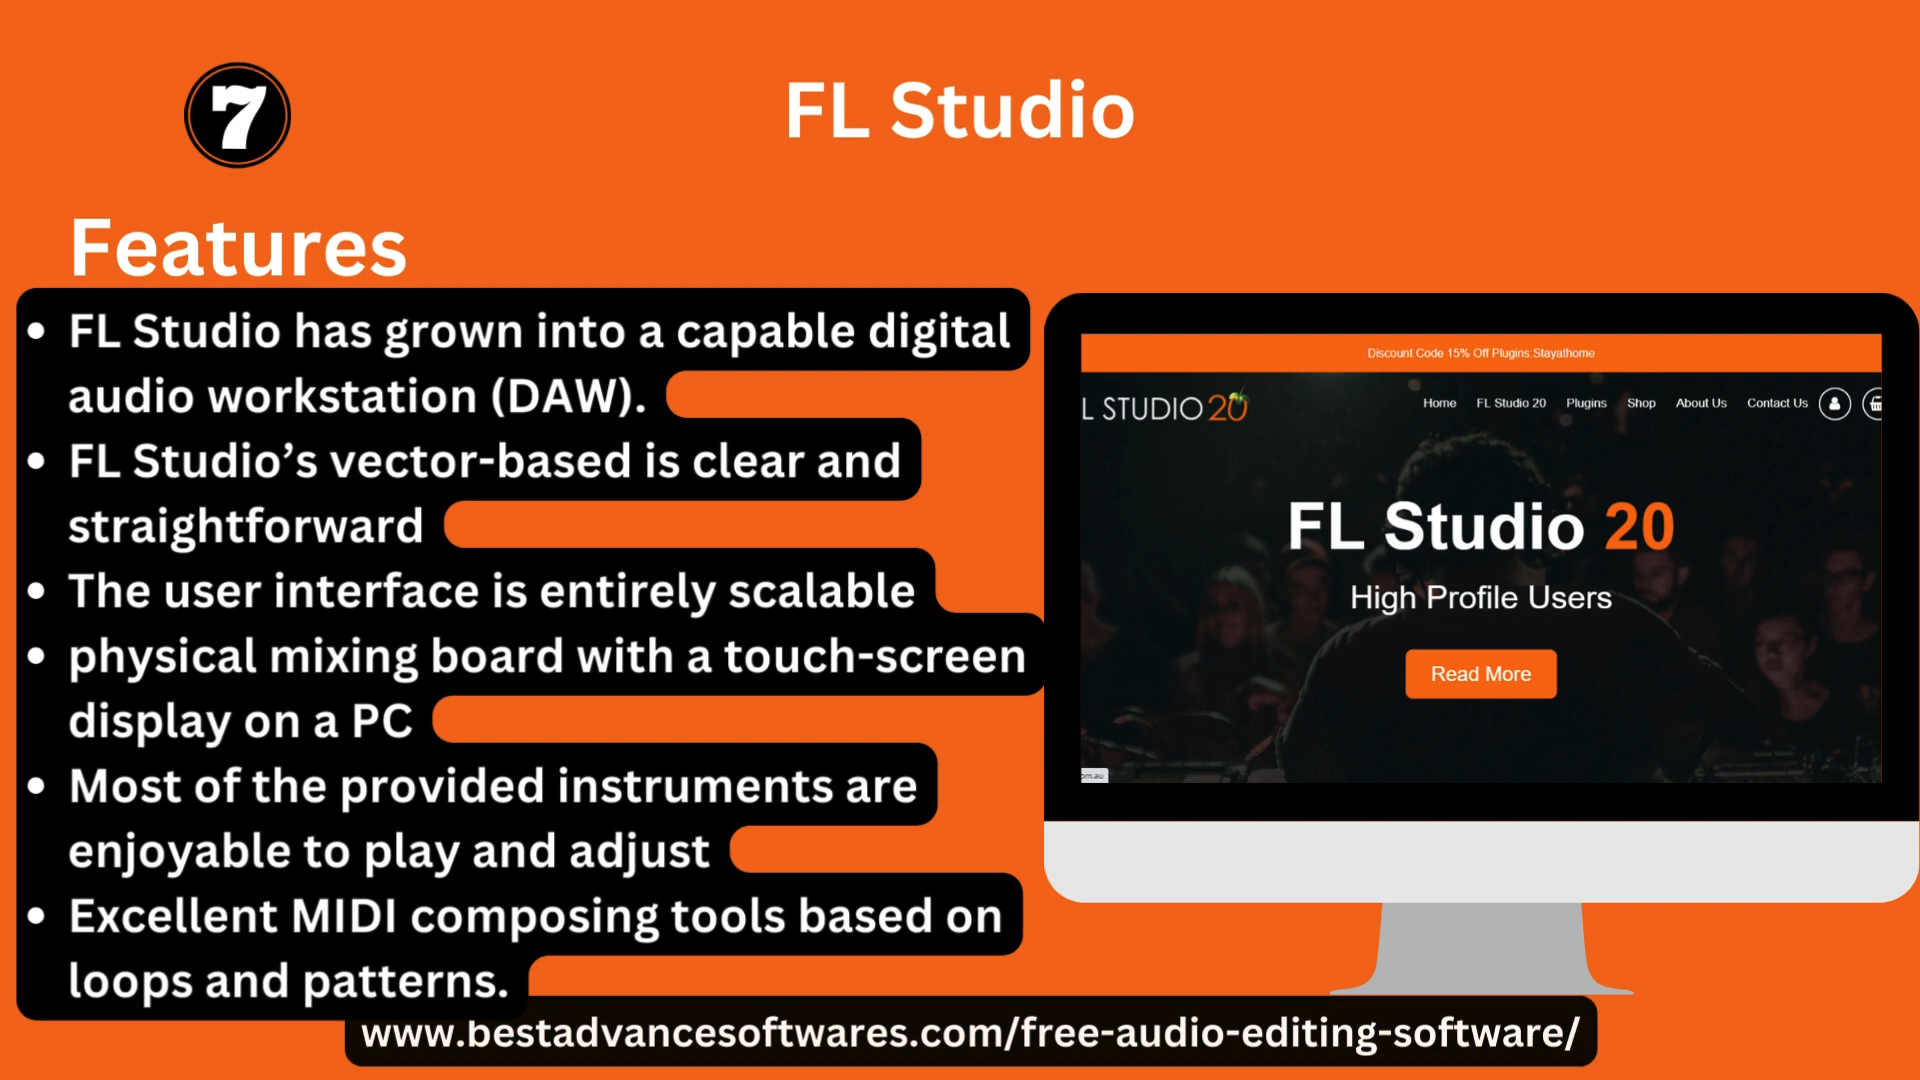 7
FL Studio
Features
• FL Studio has grown into a capable digital
audio workstation (DAW).
• FL Studio’s vector-based is clear and
straightforward
• The user interface is entirely scalable
• physical mixing board with a touch-screen
display on a PC
• Most of the provided instruments are
enjoyable to play and adjust
• Excellent MIDI composing tools based on
loops and patterns.
Discount Code 15% Off Plugins:Stayathome
L STUDIO 20
Home FL Studio 20 Plugins Shop About Us Contact Us
FL Studio 20
High Profile Users
Read More
om.au
www.bestadvancesoftwares.com/free-audio-editing-software/